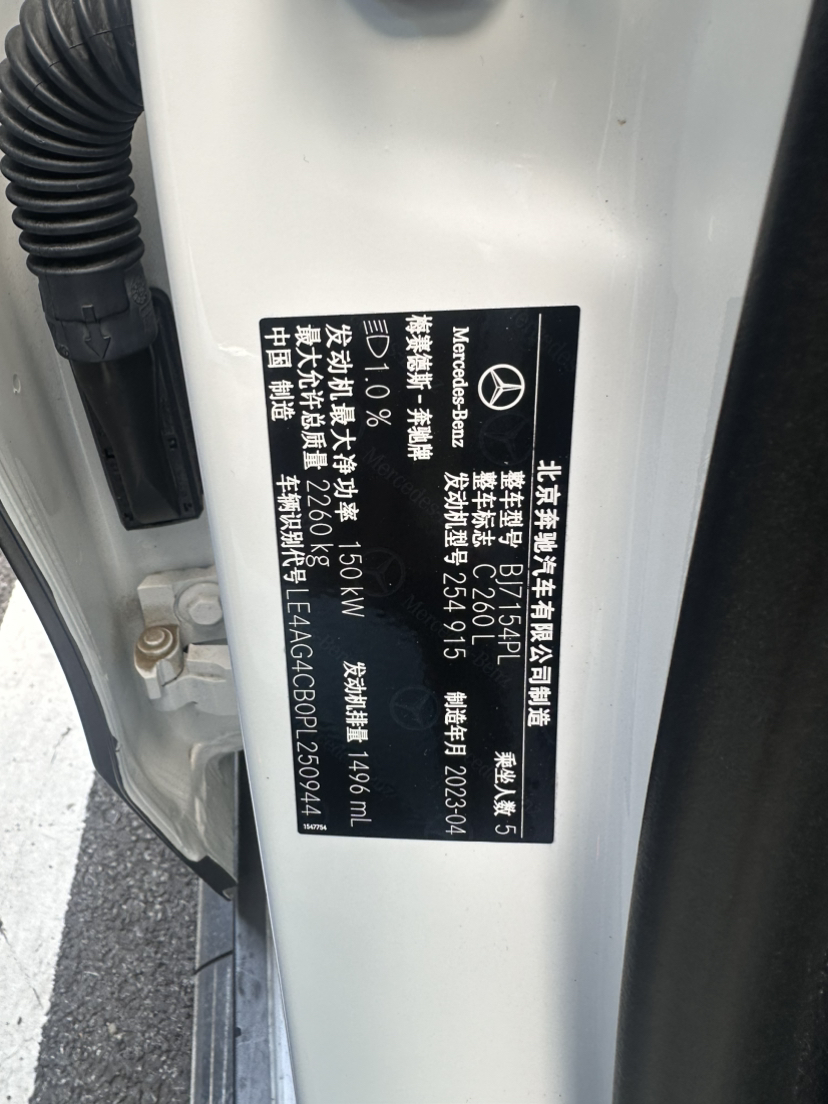 北京奔驰汽车有限公司制造
整车型号 BJ7154PL 乘坐人数 5
整车标志 C 260 L
Mercedes-Benz 发动机型号 254 915 制造年月 2023-04
梅赛德斯-奔驰牌
1.0 %
发动机最大净功率 150 kW 发动机排量 1496 mL
最大允许总质量 2260 kg
中国 制造 车辆识别代号 LE4AG4CB0PL250944
1547754